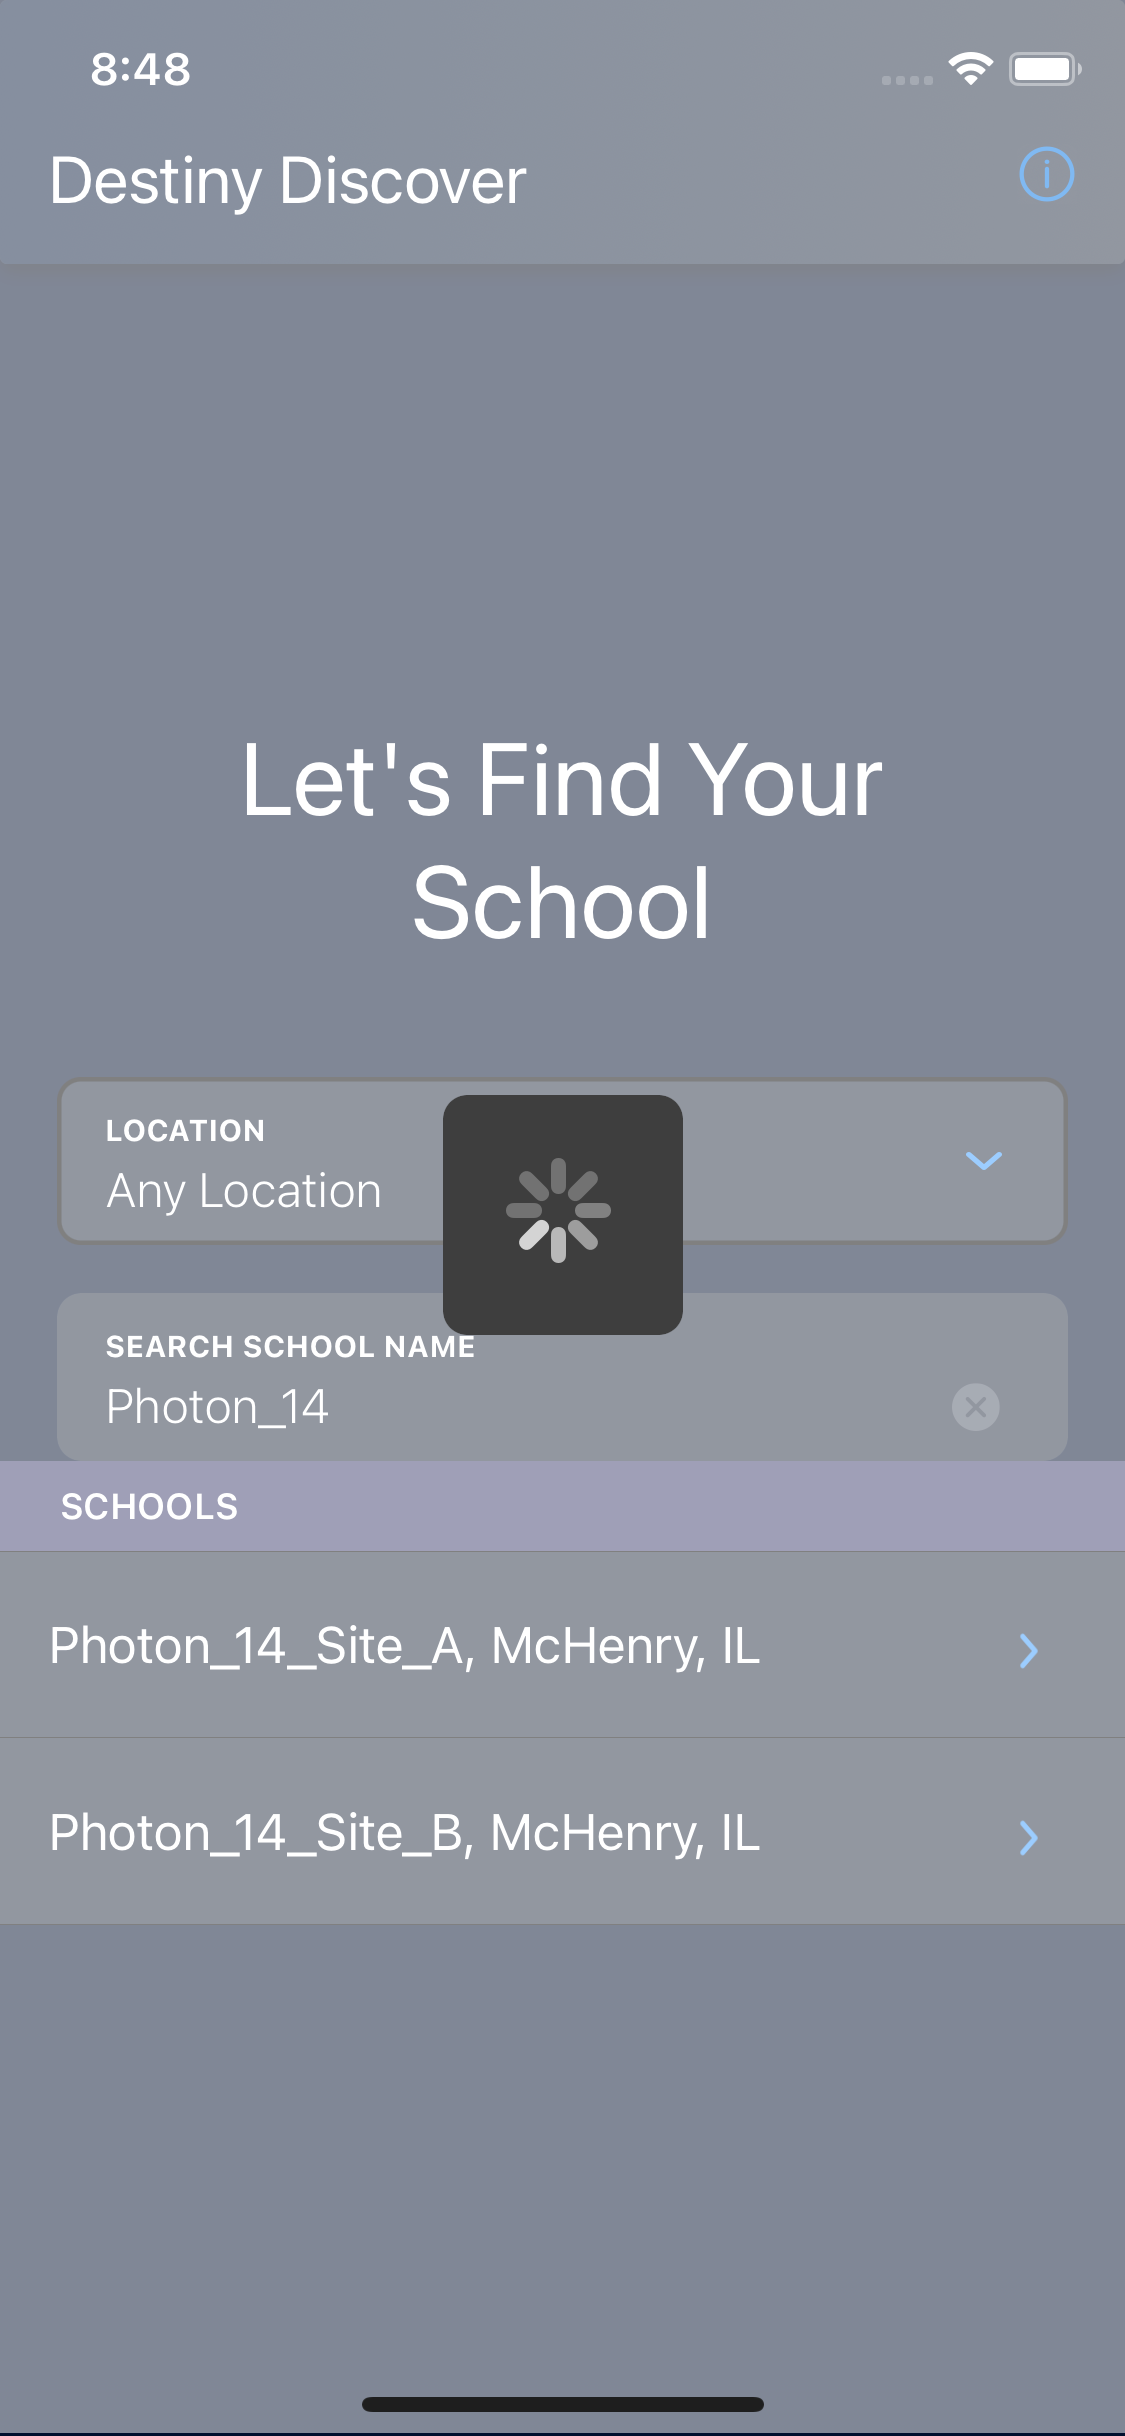 8:48
Destiny Discover
Let's Find Your
School
LOCATION
Any Location
SEARCH SCHOOL NAME
Photon_14
SCHOOLS
Photon_14_Site_A, McHenry, IL
Photon_14_Site_B, McHenry, IL